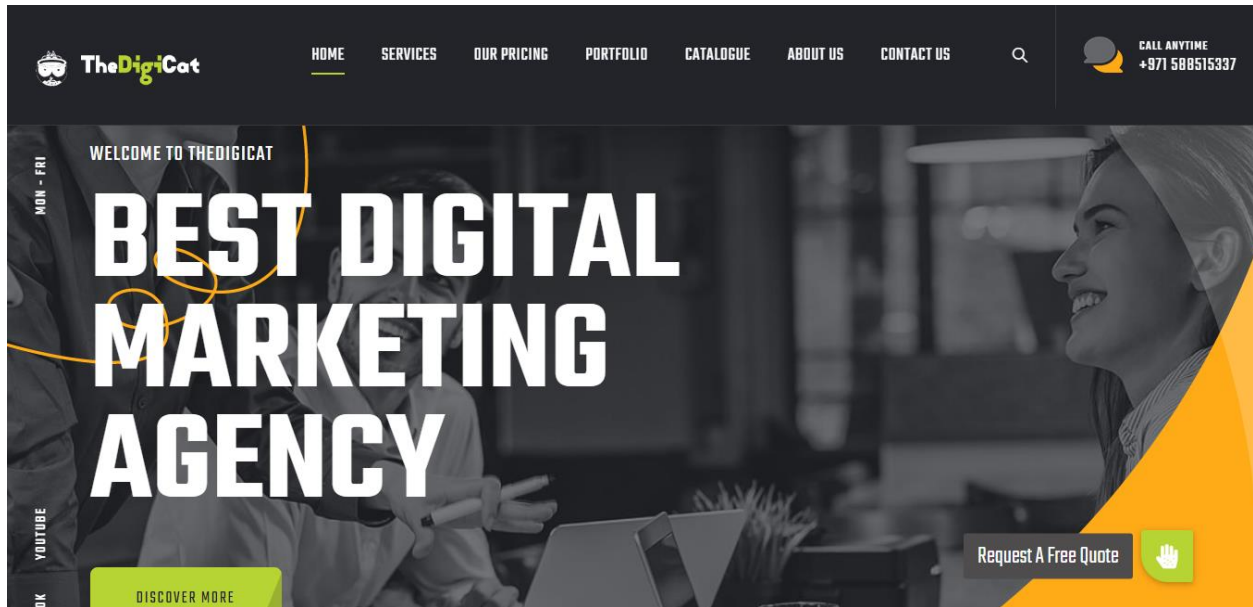 TheDigiCat
HOME SERVICES OUR PRICING PORTFOLIO CATALOGUE ABOUT US CONTACT US
CALL ANYTIME
+971 588515337
MON - FRI
WELCOME TO THEDIGICAT
BEST DIGITAL
MARKETING
AGENCY
YOUTUBE
OK
Request A Free Quote
DISCOVER MORE